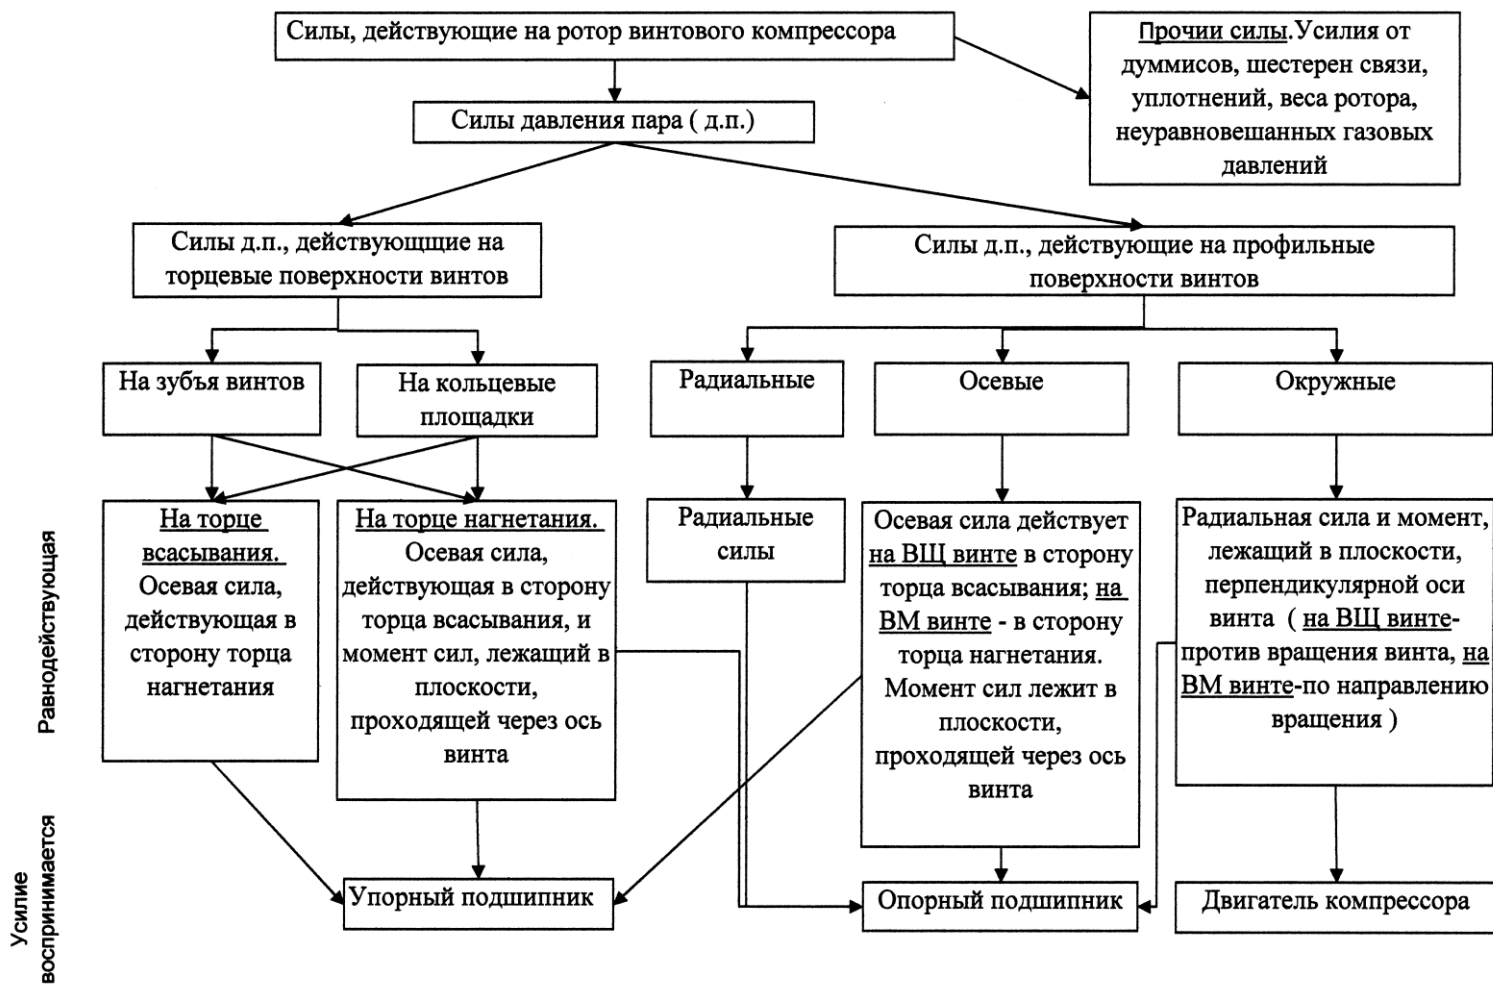 Силы, действующие на ротор винтового компрессора
Прочии силы.Усилия от
думмисов, шестерен связи,
уплотнений, веса ротора,
неуравновешанных газовых
давлений
Силы давления пара ( д.п.)
Силы д.п., действующщие на
торцевые поверхности винтов
Силы д.п., действующие на профильные
поверхности винтов
На зубъя винтов
На кольцевые
площадки
Радиальные
Осевые
Окружные
Равнодействующая
На торце
всасывания.
Осевая сила,
действующая в
сторону торца
нагнетания
На торце нагнетания.
Осевая сила,
действующая в сторону
торца всасывания, и
момент сил, лежащий в
плоскости,
проходящей через ось
винта
Радиальные
силы
Осевая сила действует
на ВЩ винте в сторону
торца всасывания; на
ВМ винте - в сторону
торца нагнетания.
Момент сил лежит в
плоскости,
проходящей через ось
винта
Радиальная сила и момент,
лежащий в плоскости,
перпендикулярной оси
винта ( на ВЩ винте-
против вращения винта, на
ВМ винте-по направлению
вращения )
Усилие
воспринимается
Упорный подшипник
Опорный подшипник
Двигатель компрессора